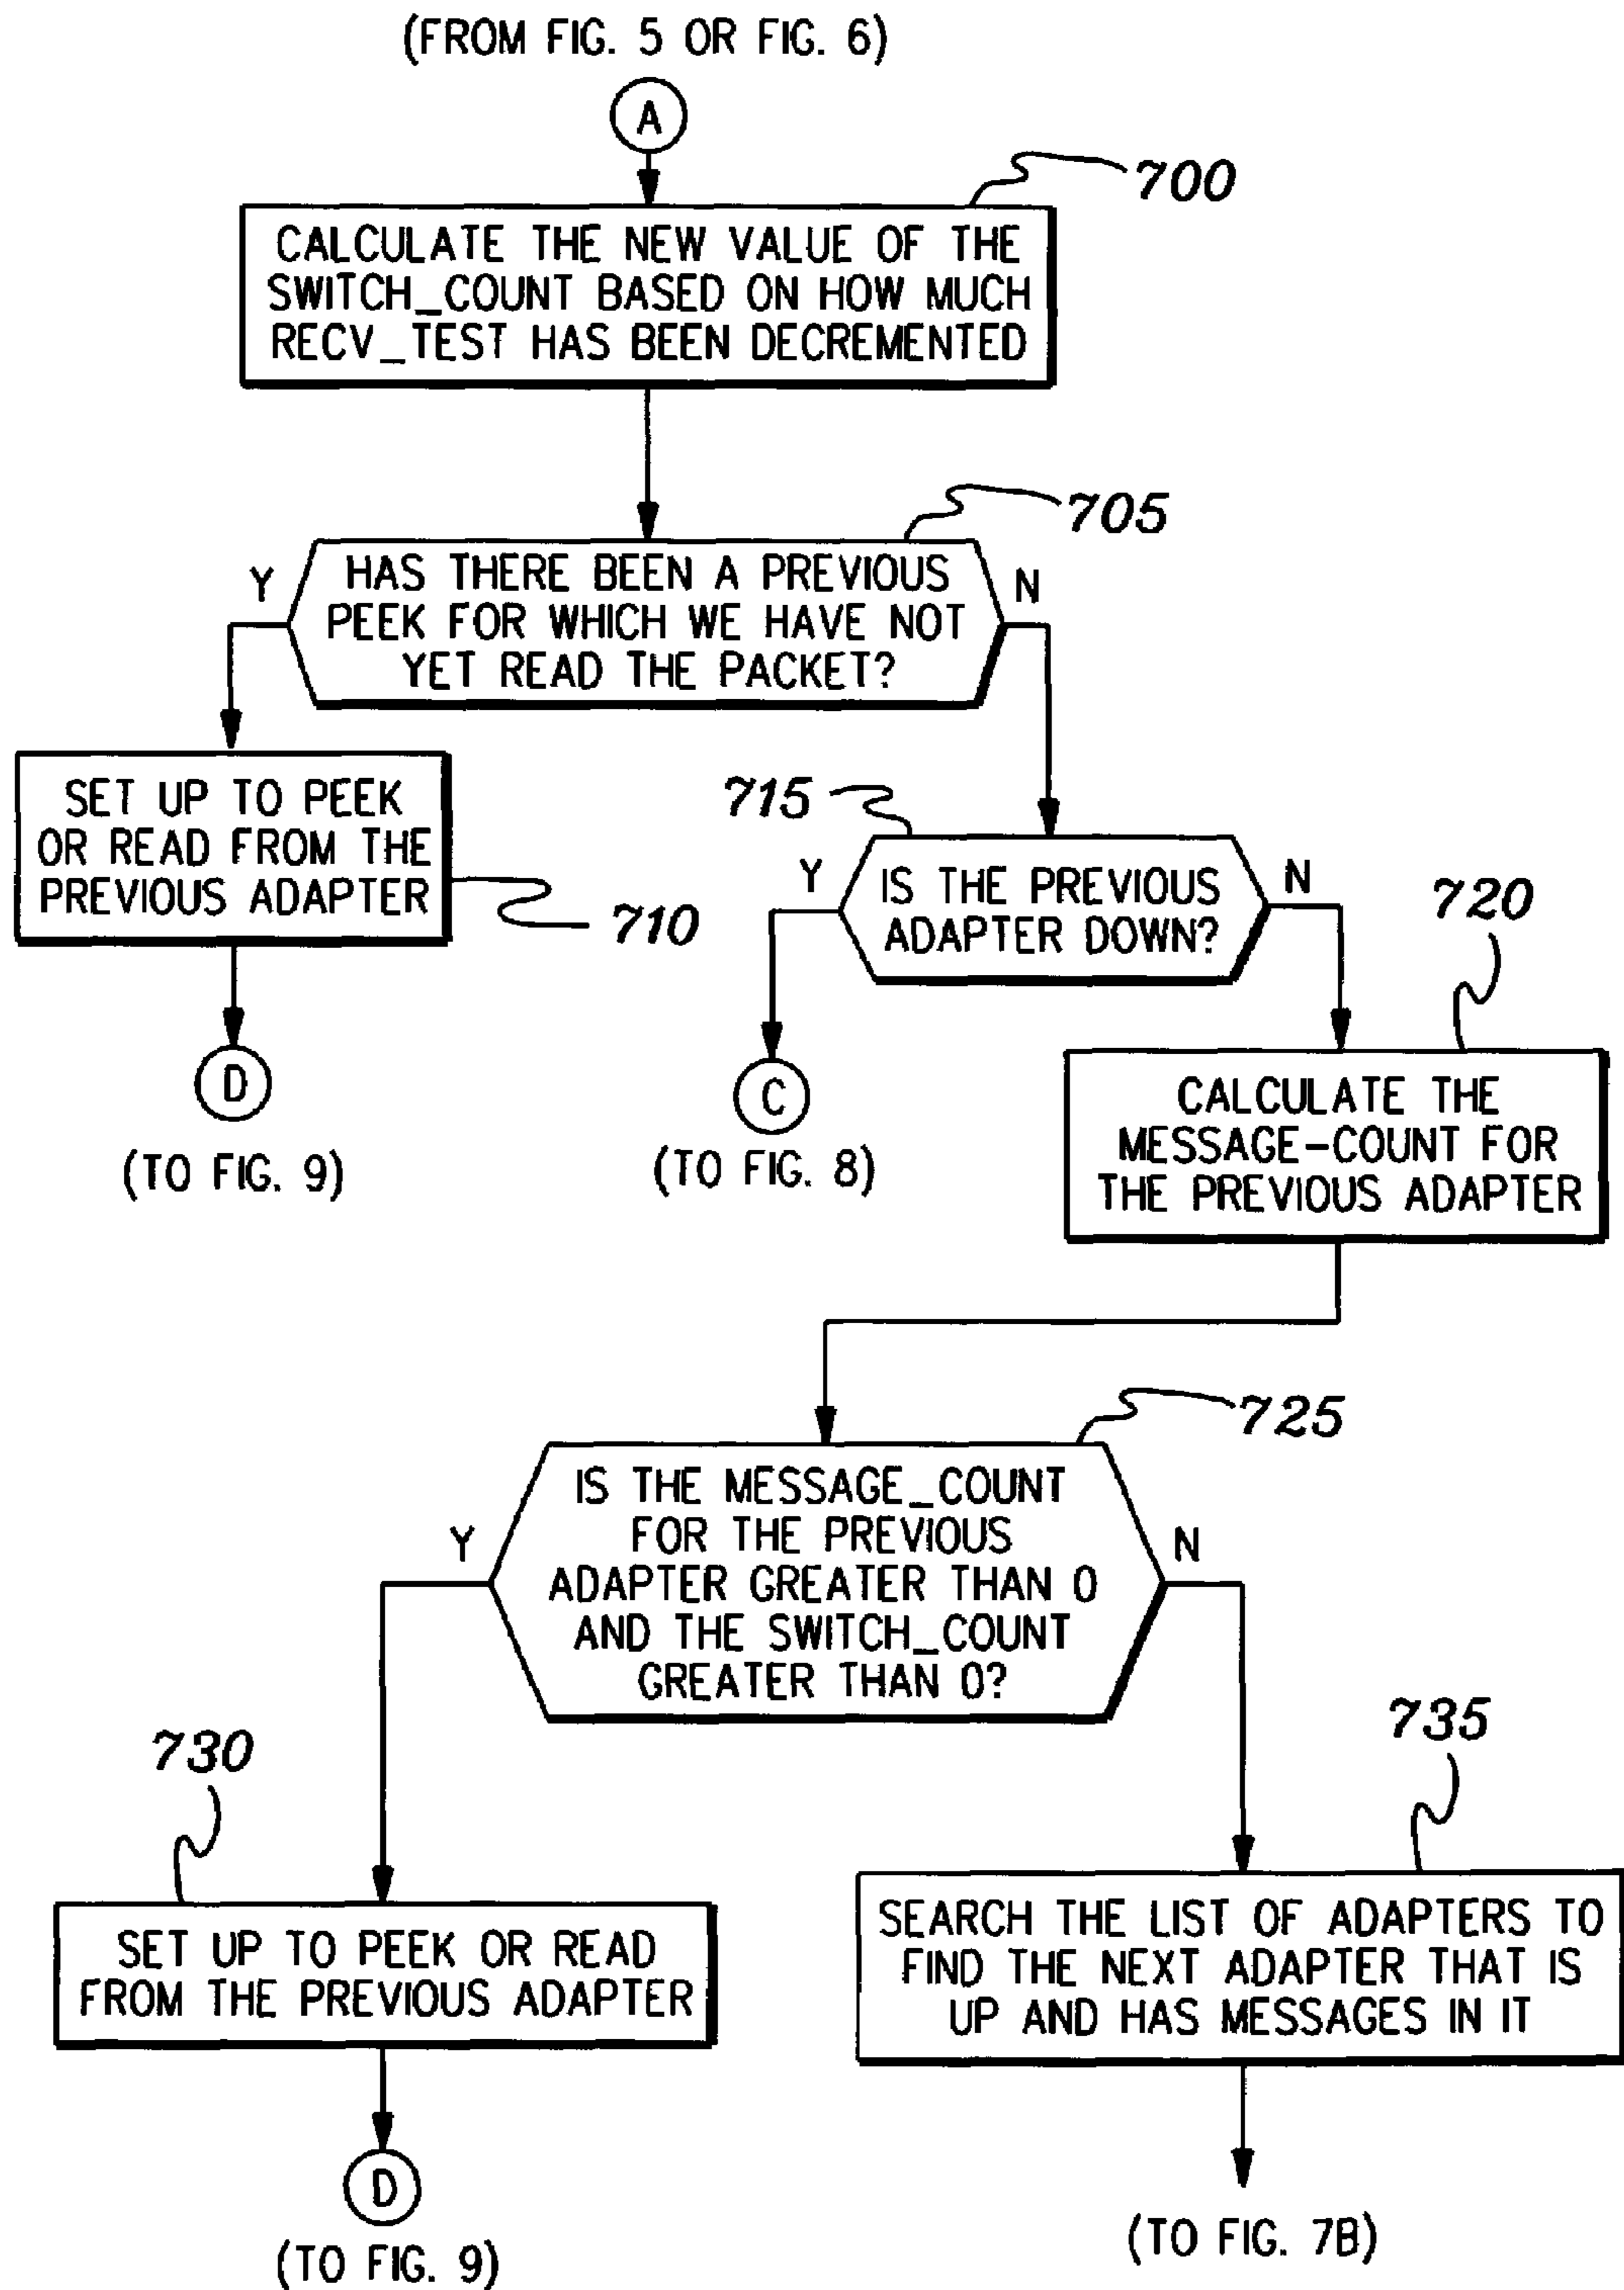 (FROM FIG. 5 OR FIG. 6)
A
700
CALCULATE THE NEW VALUE OF THE
SWITCH_COUNT BASED ON HOW MUCH
RECV_TEST HAS BEEN DECREMENTED
705
Y
HAS THERE BEEN A PREVIOUS
PEEK FOR WHICH WE HAVE NOT
YET READ THE PACKET?
N
SET UP TO PEEK
OR READ FROM THE
PREVIOUS ADAPTER
710
D
(TO FIG. 9)
715
Y
IS THE PREVIOUS
ADAPTER DOWN?
N
C
(TO FIG. 8)
720
CALCULATE THE
MESSAGE-COUNT FOR
THE PREVIOUS ADAPTER
725
Y
IS THE MESSAGE_COUNT
FOR THE PREVIOUS
ADAPTER GREATER THAN 0
AND THE SWITCH_COUNT
GREATER THAN 0?
N
730
SET UP TO PEEK OR READ
FROM THE PREVIOUS ADAPTER
D
(TO FIG. 9)
735
SEARCH THE LIST OF ADAPTERS TO
FIND THE NEXT ADAPTER THAT IS
UP AND HAS MESSAGES IN IT
(TO FIG. 7B)